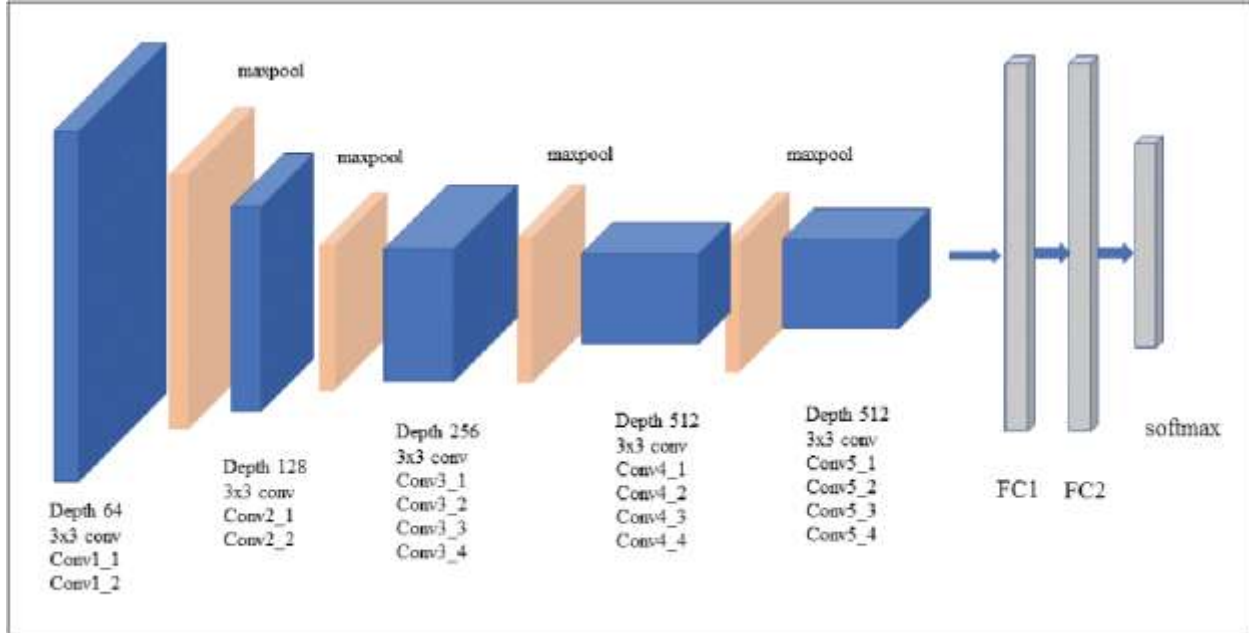 maxpool
maxpool
maxpool
maxpool
Depth 64
3x3 conv
Conv1_1
Conv1_2
Depth 128
3x3 conv
Conv2_1
Conv2_2
Depth 256
3x3 conv
Conv3_1
Conv3_2
Conv3_3
Conv3_4
Depth 512
3x3 conv
Conv4_1
Conv4_2
Conv4_3
Conv4_4
Depth 512
3x3 conv
Conv5_1
Conv5_2
Conv5_3
Conv5_4
FC1
FC2
softmax